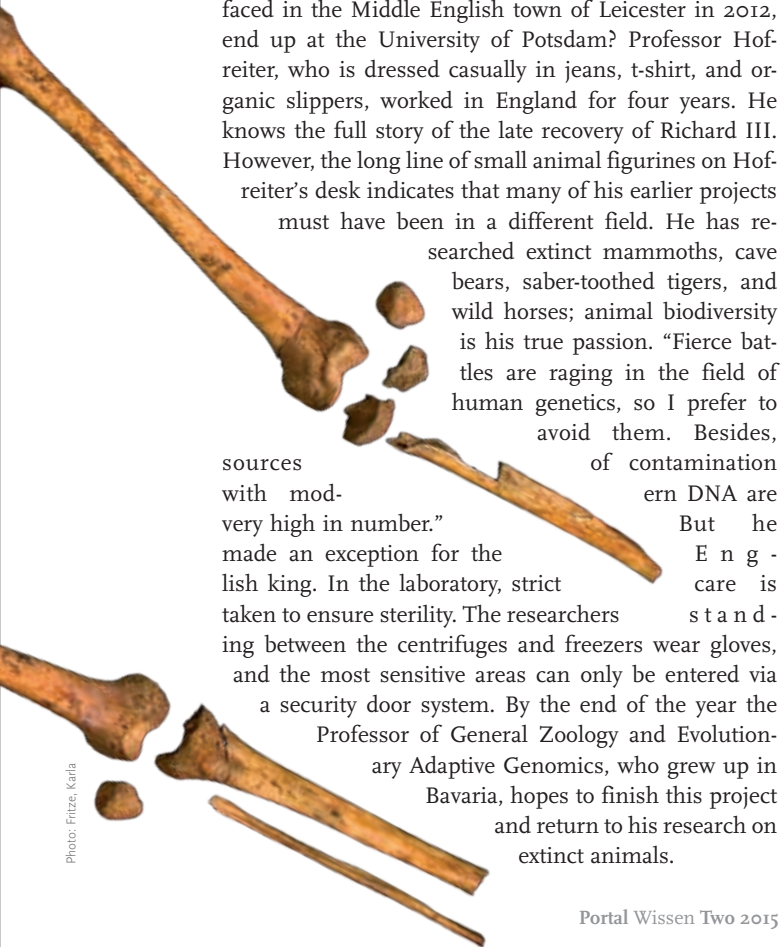 faced in the Middle English town of Leicester in 2012,
end up at the University of Potsdam? Professor Hof-
reiter, who is dressed casually in jeans, t-shirt, and or-
ganic slippers, worked in England for four years. He
knows the full story of the late recovery of Richard III.
However, the long line of small animal figurines on Hof-
reiter’s desk indicates that many of his earlier projects
must have been in a different field. He has re-
searched extinct mammoths, cave
bears, saber-toothed tigers, and
wild horses; animal biodiversity
is his true passion. “Fierce bat-
tles are raging in the field of
human genetics, so I prefer to
avoid them. Besides,
sources of contamination
with mod- ern DNA are
very high in number.” But he
made an exception for the E n g -
lish king. In the laboratory, strict care is
taken to ensure sterility. The researchers s t a n d -
ing between the centrifuges and freezers wear gloves,
and the most sensitive areas can only be entered via
a security door system. By the end of the year the
Professor of General Zoology and Evolution-
ary Adaptive Genomics, who grew up in
Bavaria, hopes to finish this project
and return to his research on
extinct animals.
Photo: Fritze, Karla
Portal Wissen Two 2015